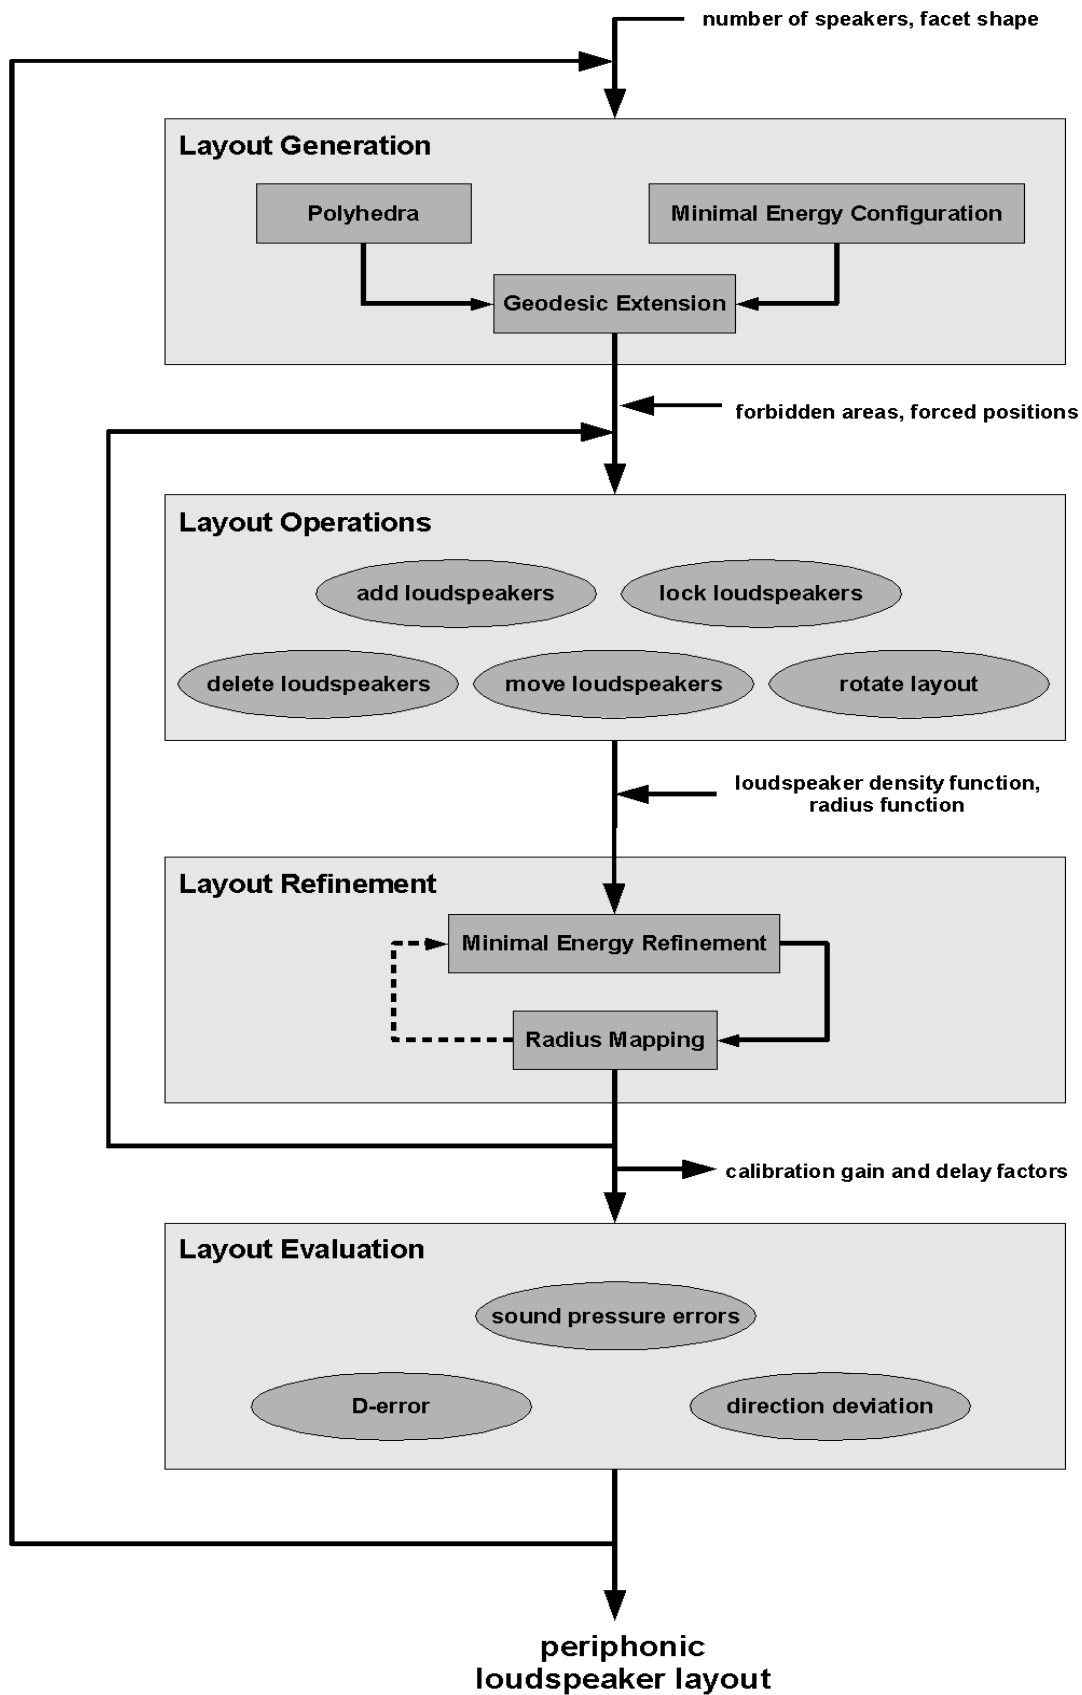 number of speakers, facet shape
Layout Generation
Polyhedra
Minimal Energy Configuration
Geodesic Extension
forbidden areas, forced positions
Layout Operations
add loudspeakers
lock loudspeakers
delete loudspeakers
move loudspeakers
rotate layout
loudspeaker density function,
radius function
Layout Refinement
Minimal Energy Refinement
Radius Mapping
calibration gain and delay factors
Layout Evaluation
sound pressure errors
D-error
direction deviation
periphonic
loudspeaker layout